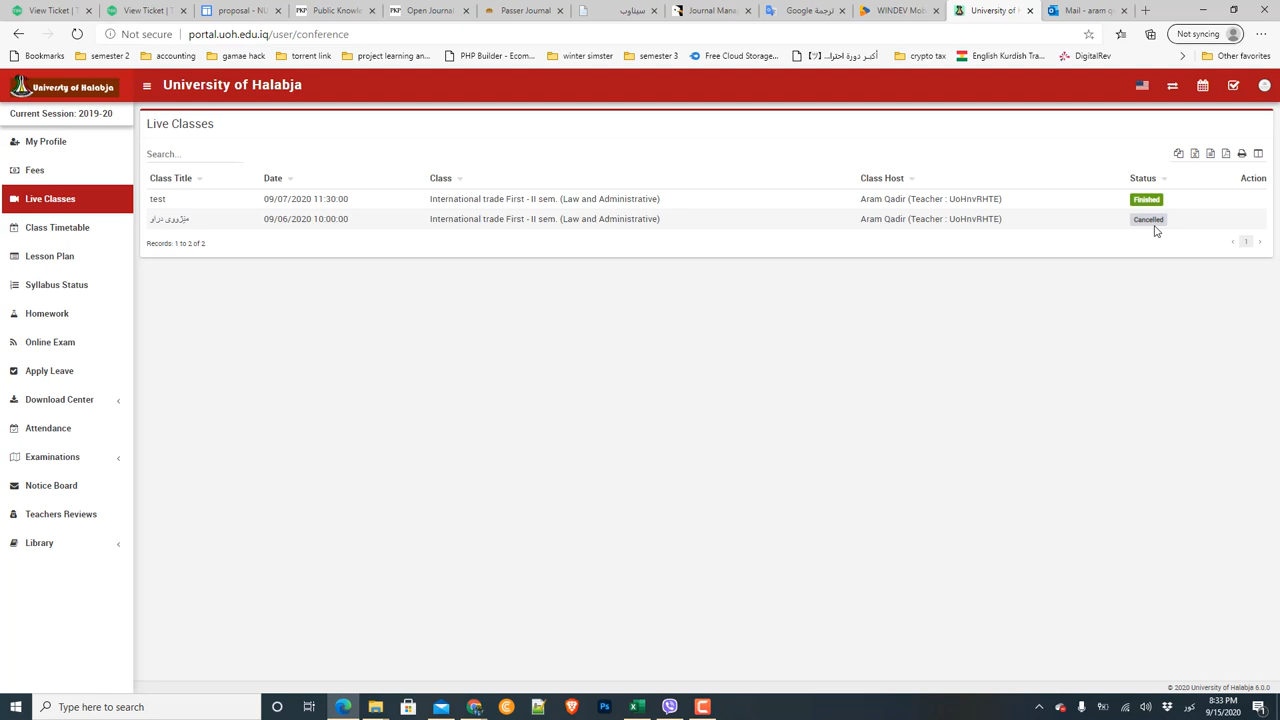 View Ticket | T
View Ticket | T
proposal - NU
Public Knowle
Open Journal
Passer Journal
سیتاوب
Journal Manag
ترجمة Google
WINDEV Mob
University of H
Mail - aram q
Not secure
portal.uoh.edu.iq/user/conference
Not syncing
Bookmarks
semester 2
accounting
gamae hack
torrent link
project learning an...
PHP Builder - Ecom...
winter simster
semester 3
Free Cloud Storage...
crypto tax
English Kurdish Tra...
DigitalRev
Other favorites
University of Halabja
University of Halabja
Current Session: 2019-20
My Profile
Fees
Live Classes
Class Timetable
Lesson Plan
Syllabus Status
Homework
Online Exam
Apply Leave
Download Center
Attendance
Examinations
Notice Board
Teachers Reviews
Library
Live Classes
Search...
Class Title Date Class Class Host Status Action
test 09/07/2020 11:30:00 International trade First - II sem. (Law and Administrative) Aram Qadir (Teacher : UoHnvRHTE) Finished
مێژووی دراو 09/06/2020 10:00:00 International trade First - II sem. (Law and Administrative) Aram Qadir (Teacher : UoHnvRHTE) Cancelled
Records: 1 to 2 of 2
1
© 2020 University of Halabja 6.0.0
Type here to search
کور
8:33 PM
9/15/2020
1